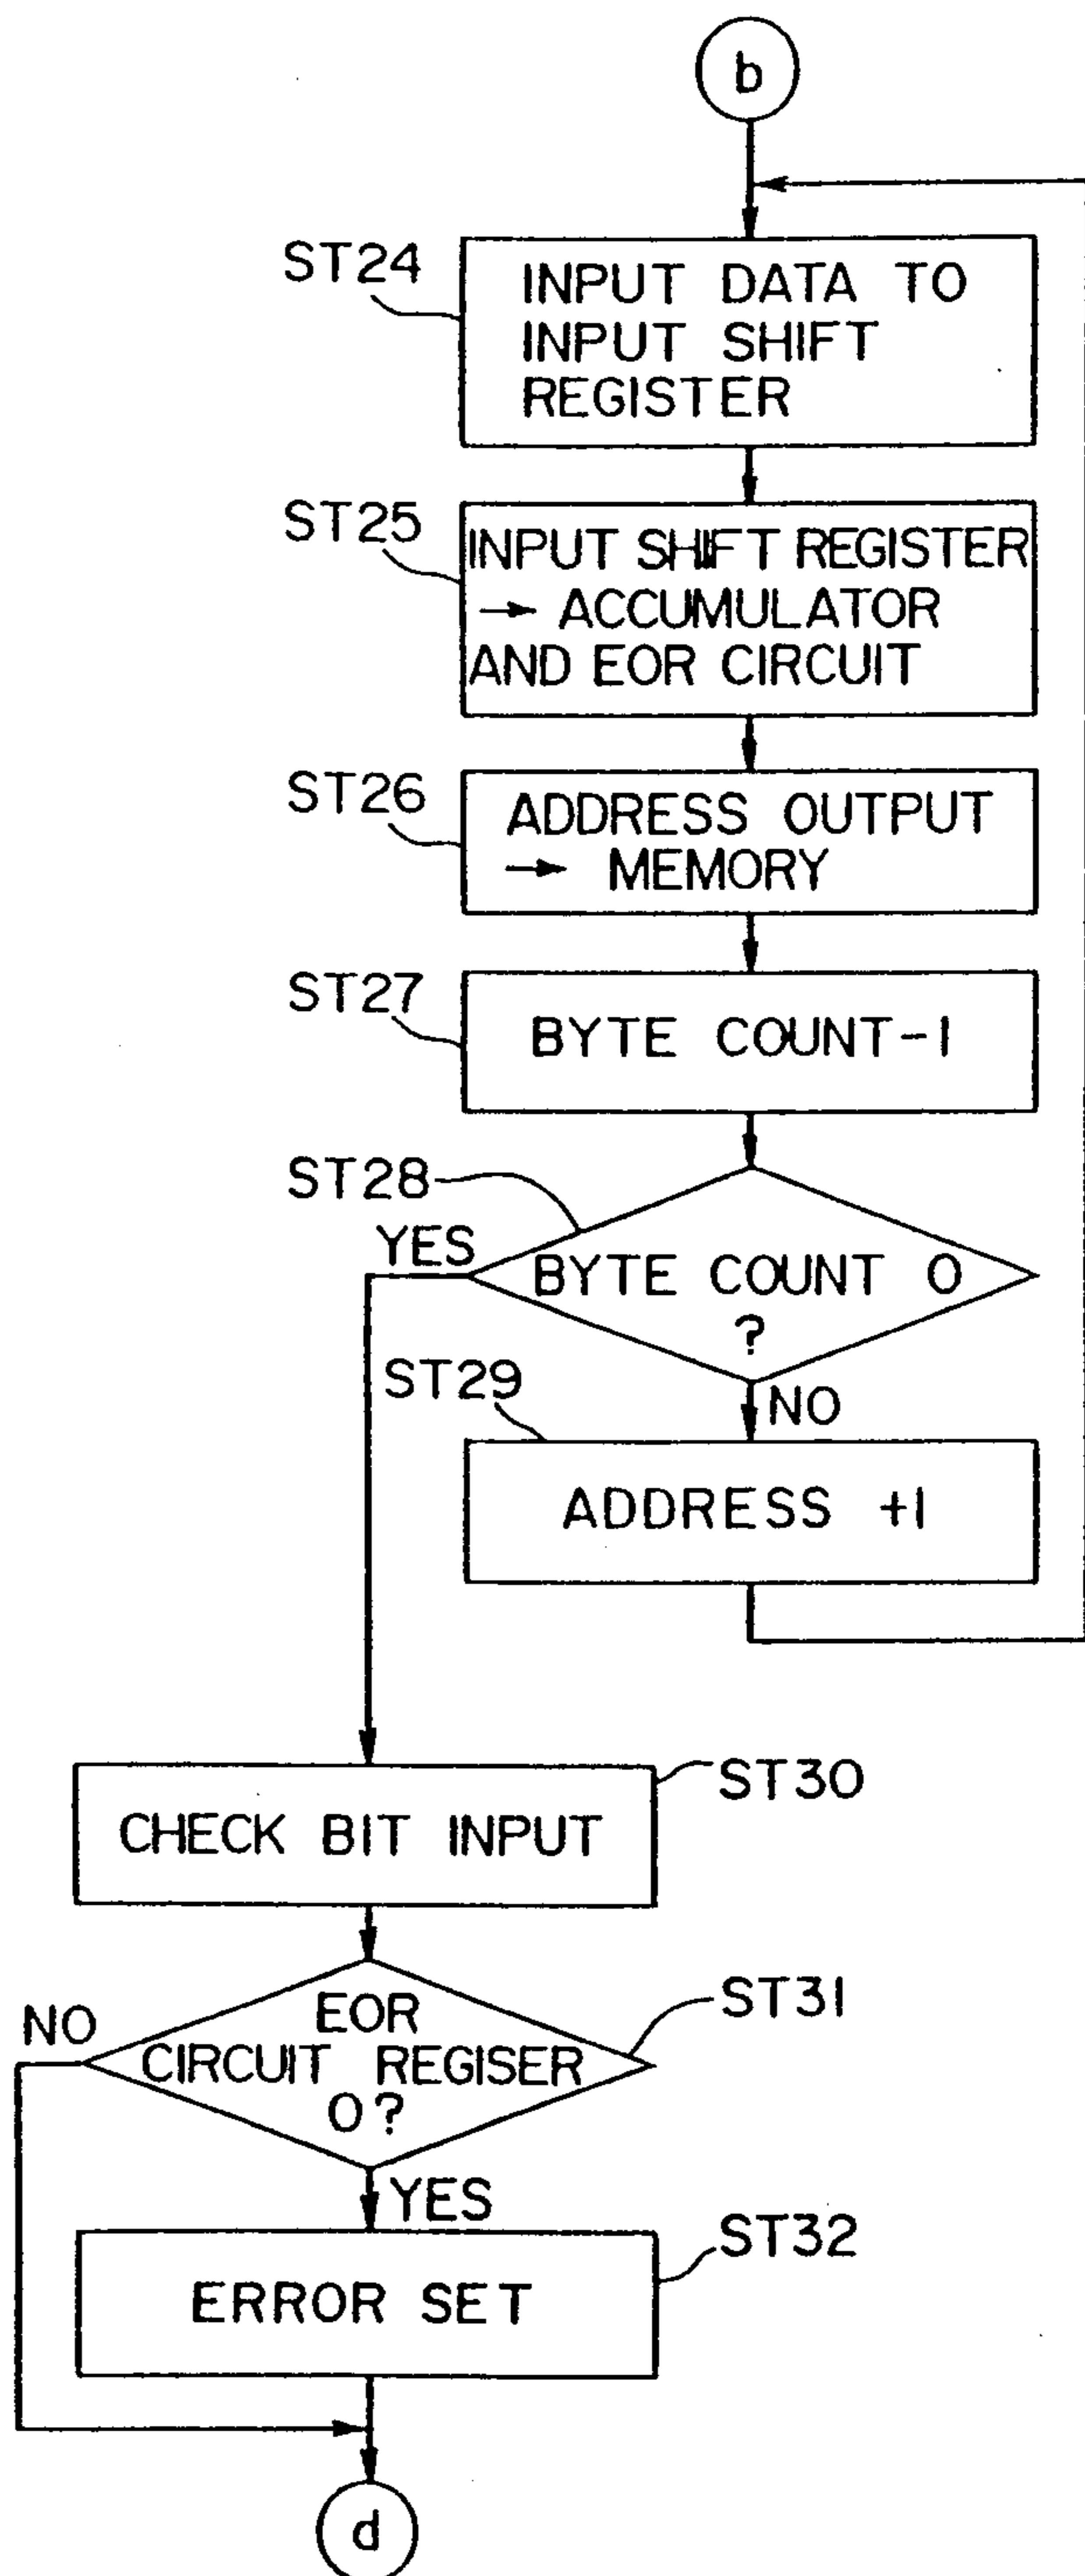 b
ST24
INPUT DATA TO
INPUT SHIFT
REGISTER
ST25
INPUT SHIFT REGISTER
→ ACCUMULATOR
AND EOR CIRCUIT
ST26
ADDRESS OUTPUT
→ MEMORY
ST27
BYTE COUNT-1
ST28
YES
BYTE COUNT 0
?
NO
ST29
ADDRESS +1
ST30
CHECK BIT INPUT
ST31
NO
EOR
CIRCUIT REGISER
0?
YES
ST32
ERROR SET
d